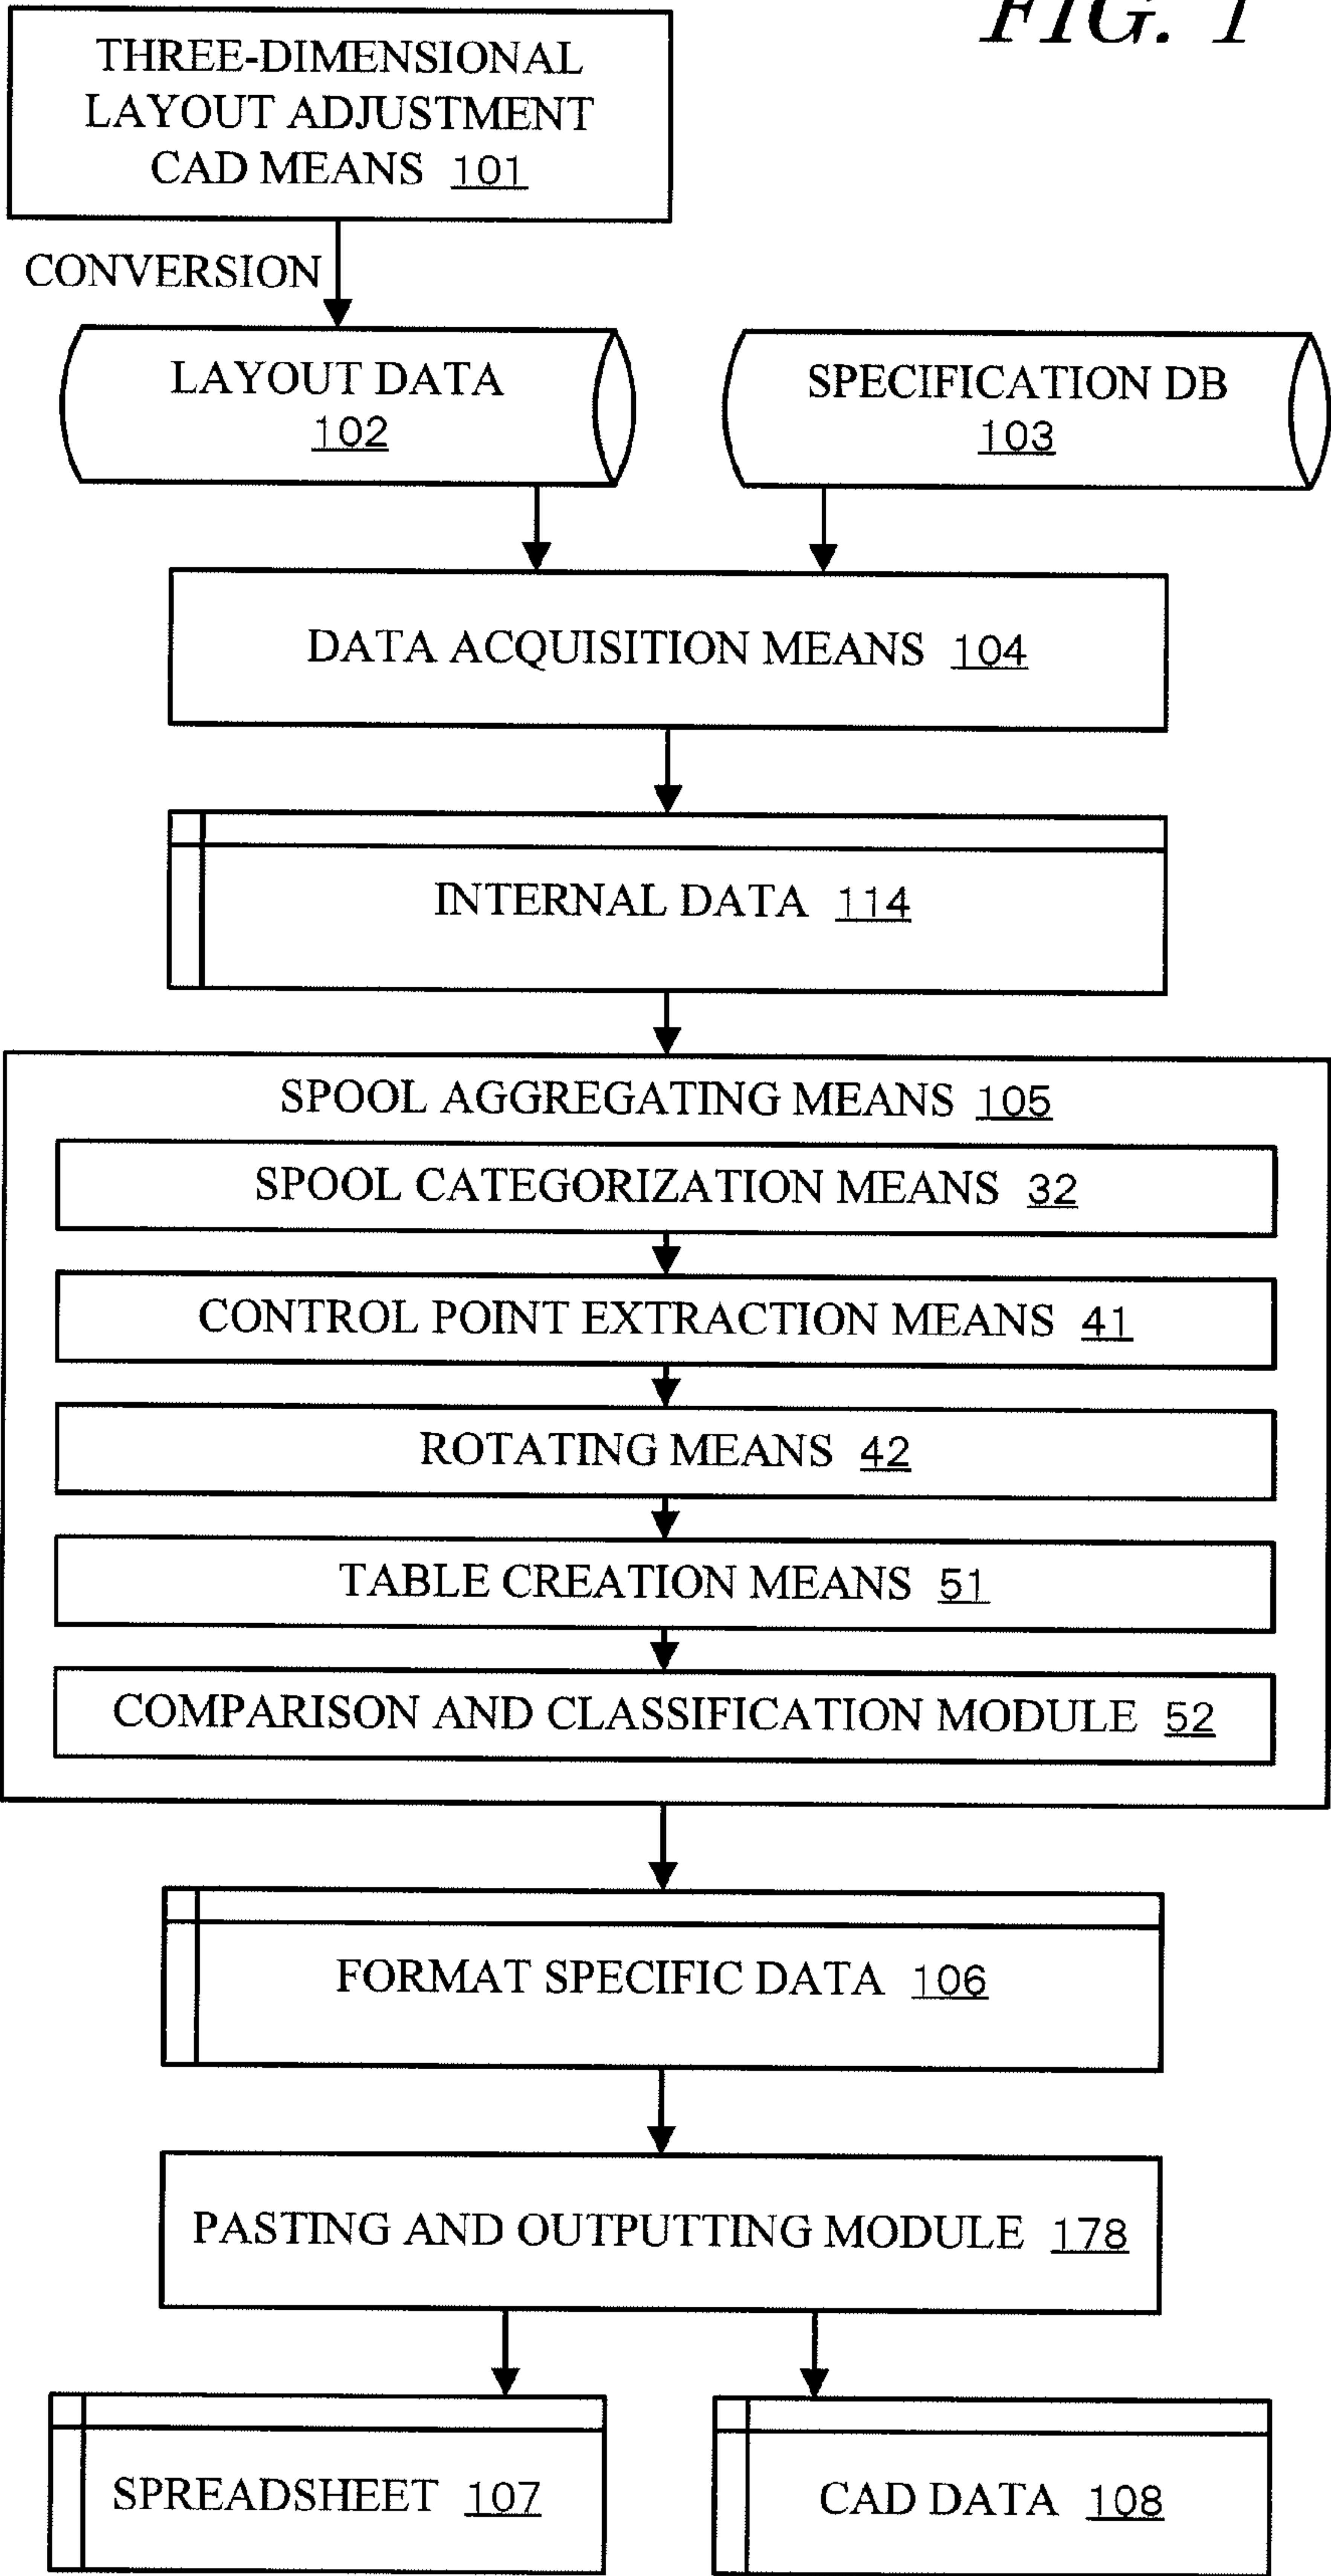 FIG. 1
THREE-DIMENSIONAL
LAYOUT ADJUSTMENT
CAD MEANS 101
CONVERSION
LAYOUT DATA
102
SPECIFICATION DB
103
DATA ACQUISITION MEANS 104
INTERNAL DATA 114
SPOOL AGGREGATING MEANS 105
SPOOL CATEGORIZATION MEANS 32
CONTROL POINT EXTRACTION MEANS 41
ROTATING MEANS 42
TABLE CREATION MEANS 51
COMPARISON AND CLASSIFICATION MODULE 52
FORMAT SPECIFIC DATA 106
PASTING AND OUTPUTTING MODULE 178
SPREADSHEET 107
CAD DATA 108